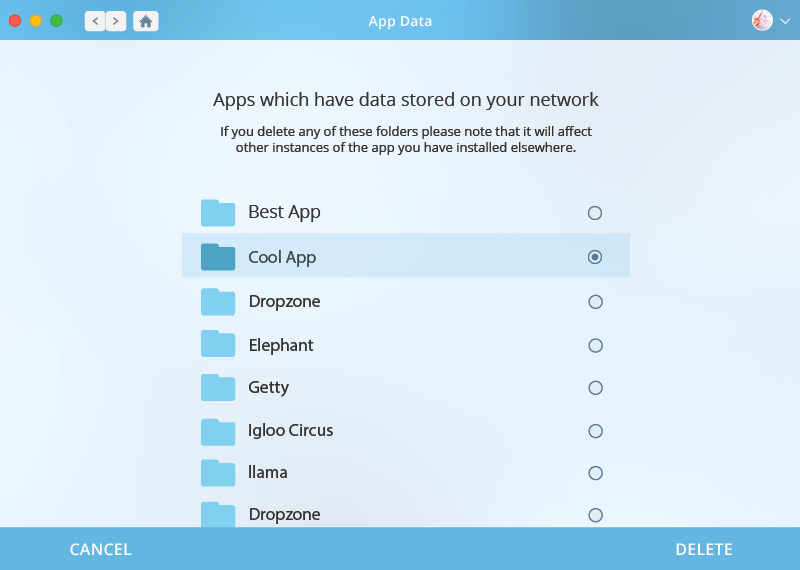 App Data
Apps which have data stored on your network
If you delete any of these folders please note that it will affect
other instances of the app you have installed elsewhere.
Best App
Cool App
Dropzone
Elephant
Getty
Igloo Circus
llama
Dropzone
CANCEL DELETE